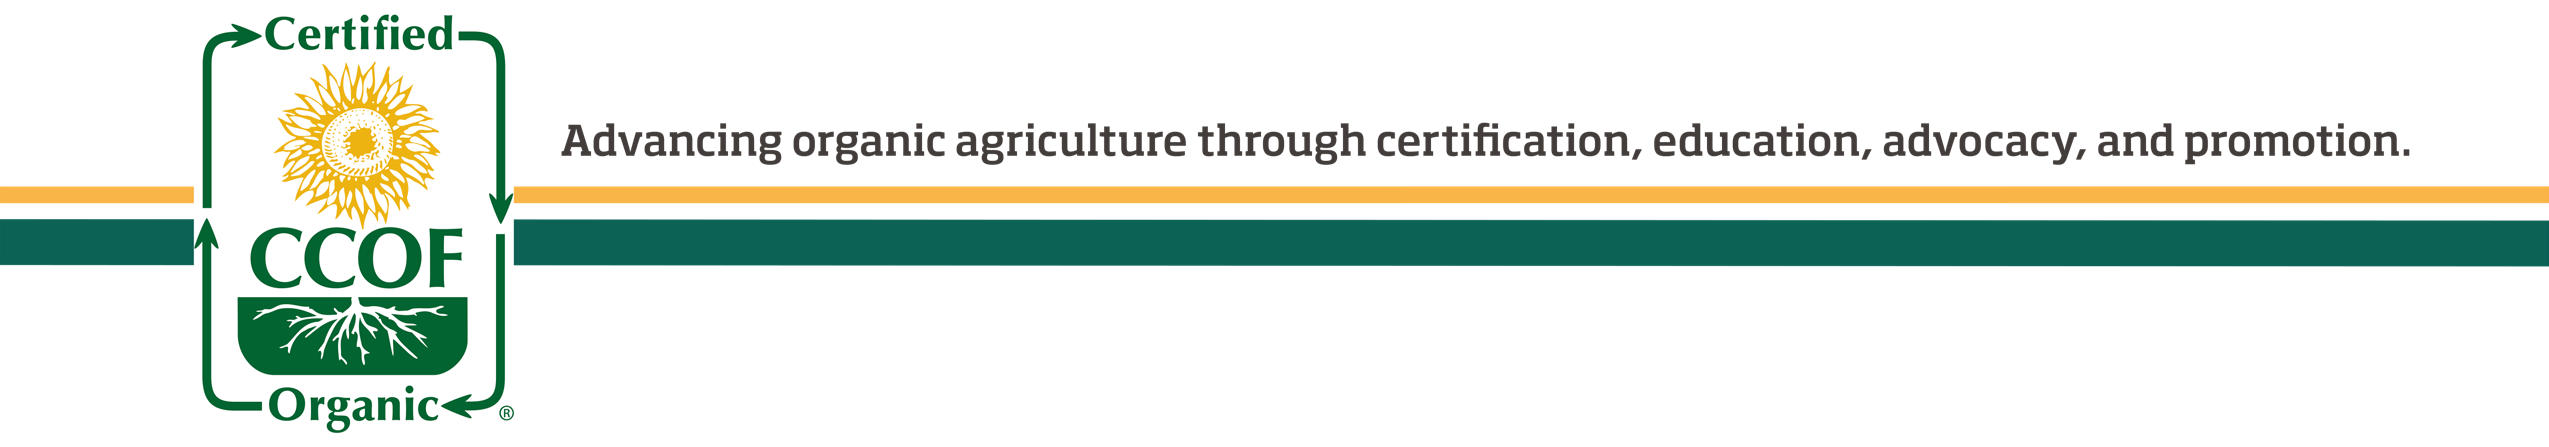 Certified
CCOF
Organic
®
Advancing organic agriculture through certification, education, advocacy, and promotion.